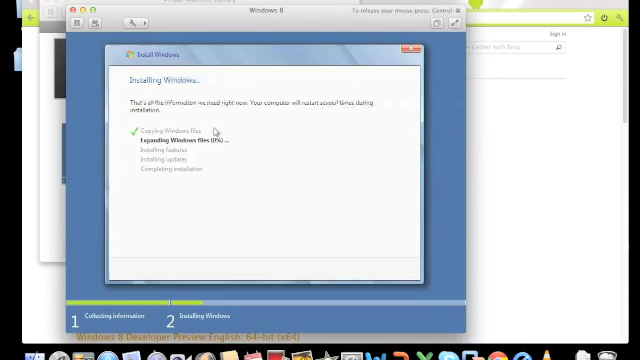 Virtual Machine Library
Windows 8
To release your mouse press: Control-⌘
Sign in
Install Windows
Installing Windows...
That's all the information we need right now. Your computer will restart several times during
installation.
Copying Windows files
Expanding Windows files (0%) ...
Installing features
Installing updates
Completing installation
1 Collecting information
2 Installing Windows
Windows 8 Developer Preview English, 64-bit (x64)